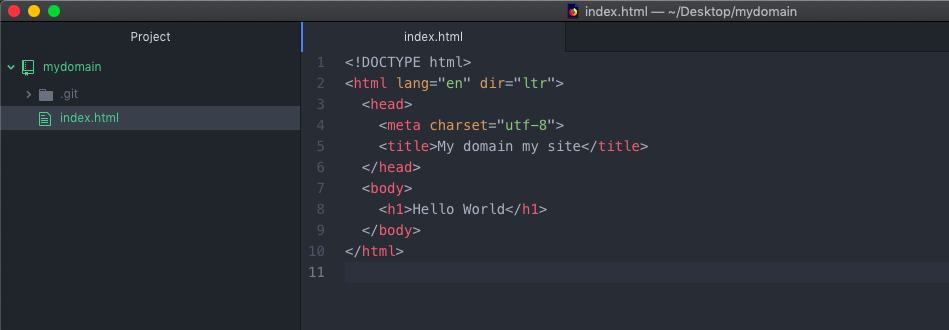 index.html — ~/Desktop/mydomain
Project
mydomain
.git
index.html
index.html
1 <!DOCTYPE html>
2 <html lang="en" dir="ltr">
3   <head>
4     <meta charset="utf-8">
5     <title>My domain my site</title>
6   </head>
7   <body>
8     <h1>Hello World</h1>
9   </body>
10 </html>
11